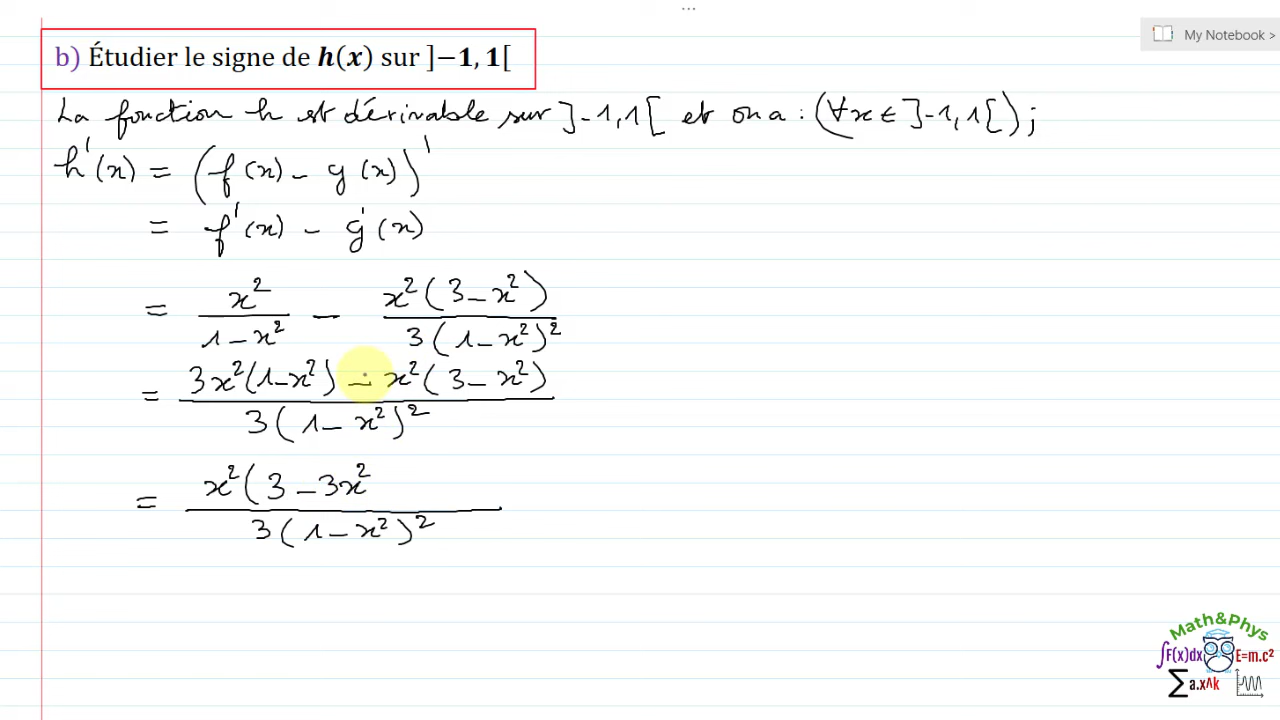 ...
My Notebook >
b) Étudier le signe de h(x) sur ]−1, 1[
La fonction h est dérivable sur ]-1,1[ et on a : (∀x ∈ ]-1,1[) ;
h'(x) = (f(x) - g(x))'
= f'(x) - g'(x)
= x²/(1-x²) - x²(3-x²)/3(1-x²)²
= 3x²(1-x²) - x²(3-x²)/3(1-x²)²
= x²(3-3x²/3(1-x²)²
Math&Phys
∫F(x)dx E=m.c²
∑ a.x^k